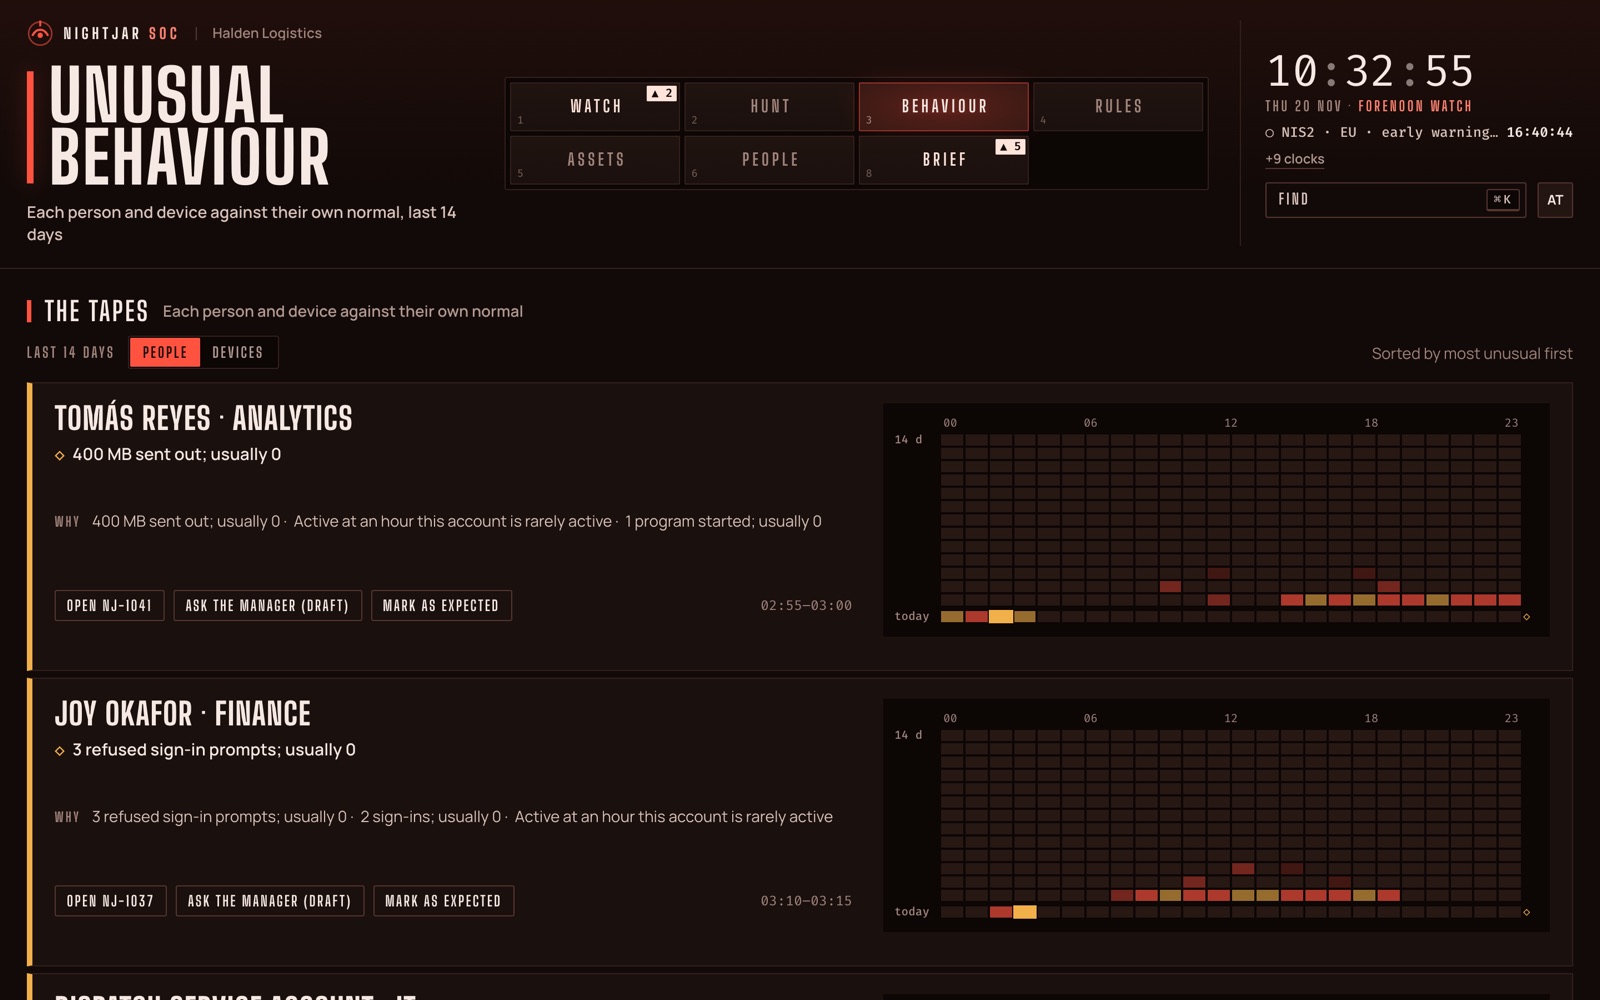 NIGHTJAR SOC | Halden Logistics
UNUSUAL
BEHAVIOUR
Each person and device against their own normal, last 14
days
WATCH ▲ 2 1
HUNT 2
BEHAVIOUR 3
RULES 4
ASSETS 5
PEOPLE 6
BRIEF ▲ 5 8
10:32:55
THU 20 NOV · FORENOON WATCH
○ NIS2 · EU · early warning… 16:40:44
+9 clocks
FIND ⌘K AT
THE TAPES Each person and device against their own normal
LAST 14 DAYS PEOPLE DEVICES Sorted by most unusual first
TOMÁS REYES · ANALYTICS
◇ 400 MB sent out; usually 0
WHY 400 MB sent out; usually 0 · Active at an hour this account is rarely active · 1 program started; usually 0
OPEN NJ-1041 ASK THE MANAGER (DRAFT) MARK AS EXPECTED 02:55–03:00
00 06 12 18 23
14 d
today ◇
JOY OKAFOR · FINANCE
◇ 3 refused sign-in prompts; usually 0
WHY 3 refused sign-in prompts; usually 0 · 2 sign-ins; usually 0 · Active at an hour this account is rarely active
OPEN NJ-1037 ASK THE MANAGER (DRAFT) MARK AS EXPECTED 03:10–03:15
00 06 12 18 23
14 d
today ◇
DISPATCH SERVICE ACCOUNT · IT